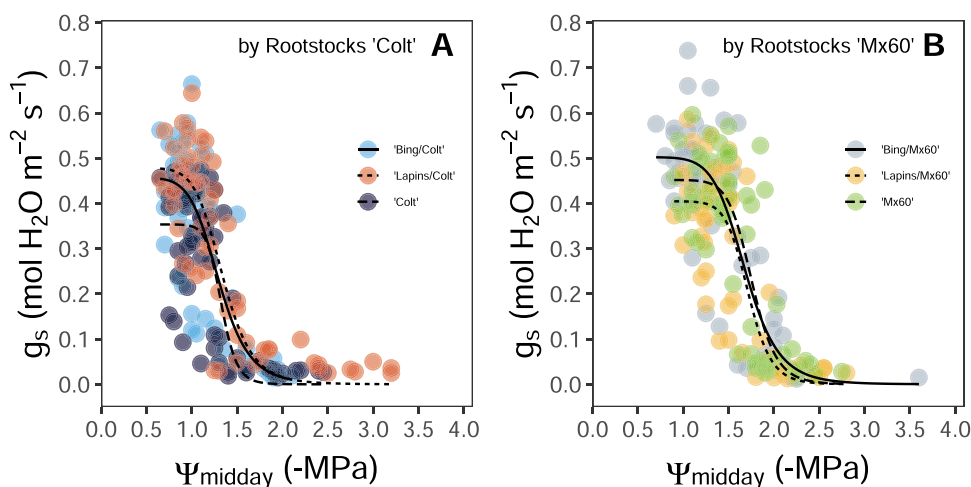 by Rootstocks 'Colt' A
0.8
0.7
0.6
0.5
0.4
0.3
0.2
0.1
0.0
gs (mol H2O m−2 s−1)
'Bing/Colt'
'Lapins/Colt'
'Colt'
0.0 0.5 1.0 1.5 2.0 2.5 3.0 3.5 4.0
Ψmidday (-MPa)
by Rootstocks 'Mx60' B
0.8
0.7
0.6
0.5
0.4
0.3
0.2
0.1
0.0
gs (mol H2O m−2 s−1)
'Bing/Mx60'
'Lapins/Mx60'
'Mx60'
0.0 0.5 1.0 1.5 2.0 2.5 3.0 3.5 4.0
Ψmidday (-MPa)